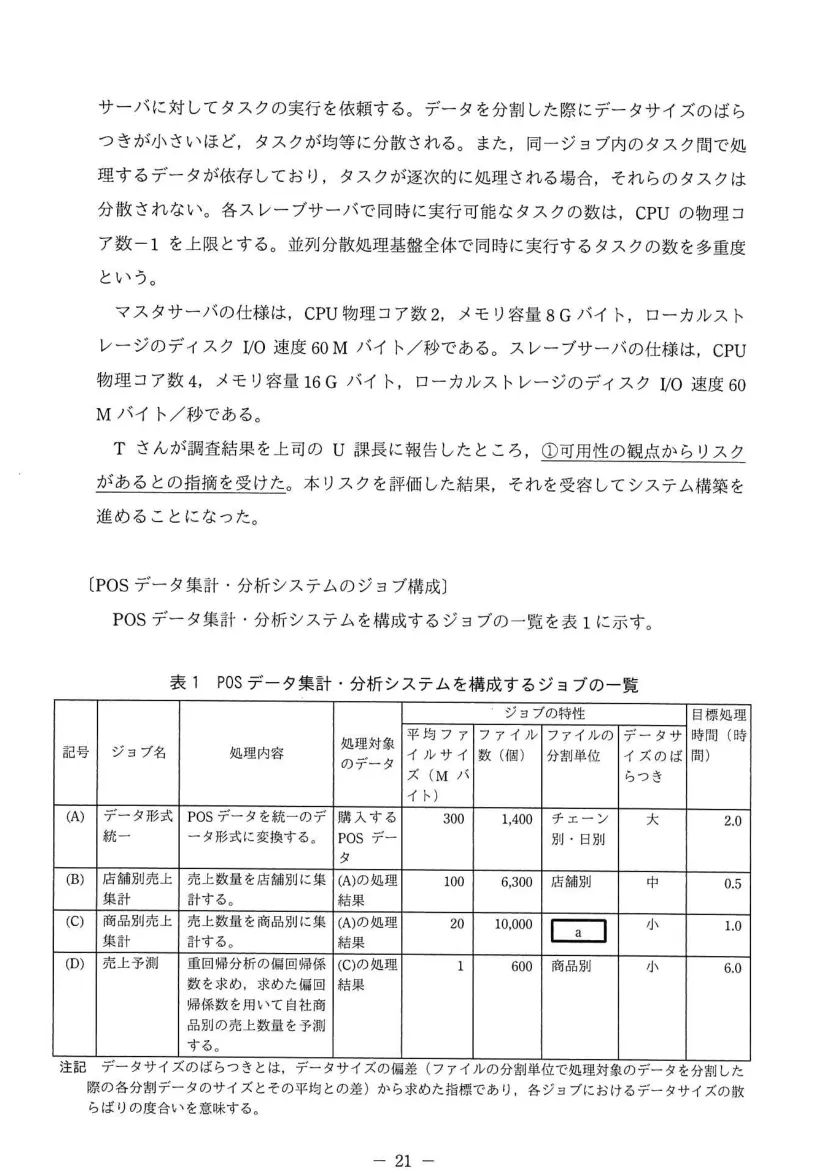 サーバに対してタスクの実行を依頼する。データを分割した際にデータサイズのばら
つきが小さいほど，タスクが均等に分散される。また，同一ジョブ内のタスク間で処
理するデータが依存しており，タスクが逐次的に処理される場合，それらのタスクは
分散されない。各スレーブサーバで同時に実行可能なタスクの数は，CPU の物理コ
ア数－1 を上限とする。並列分散処理基盤全体で同時に実行するタスクの数を多重度
という。
マスタサーバの仕様は，CPU 物理コア数 2，メモリ容量 8 G バイト，ローカルスト
レージのディスク I/O 速度 60 M バイト／秒である。スレーブサーバの仕様は，CPU
物理コア数 4，メモリ容量 16 G バイト，ローカルストレージのディスク I/O 速度 60
M バイト／秒である。
T さんが調査結果を上司の U 課長に報告したところ，①可用性の観点からリスク
があるとの指摘を受けた。本リスクを評価した結果，それを受容してシステム構築を
進めることになった。
〔POS データ集計・分析システムのジョブ構成〕
POS データ集計・分析システムを構成するジョブの一覧を表 1 に示す。
表 1 POS データ集計・分析システムを構成するジョブの一覧
記号 ジョブ名 処理内容 処理対象のデータ ジョブの特性 目標処理時間（時間）
平均ファイルサイズ（M バイト） ファイル数（個） ファイルの分割単位 データサイズのばらつき
(A) データ形式 POS データを統一のデ 購入する 300 1,400 チェーン 大 2.0
統一 ータ形式に変換する。 POS デー 別・日別
タ
(B) 店舗別売上 売上数量を店舗別に集 (A)の処理 100 6,300 店舗別 中 0.5
集計 計する。 結果
(C) 商品別売上 売上数量を商品別に集 (A)の処理 20 10,000 a 小 1.0
集計 計する。 結果
(D) 売上予測 重回帰分析の偏回帰係 (C)の処理 1 600 商品別 小 6.0
数を求め，求めた偏回 結果
帰係数を用いて自社商
品別の売上数量を予測
する。
注記 データサイズのばらつきとは，データサイズの偏差（ファイルの分割単位で処理対象のデータを分割した
際の各分割データのサイズとその平均との差）から求めた指標であり，各ジョブにおけるデータサイズの散
らばりの度合いを意味する。
－ 21 －